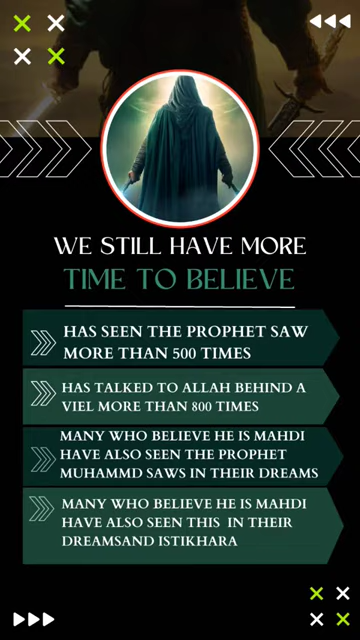 WE STILL HAVE MORE
TIME TO BELIEVE
HAS SEEN THE PROPHET SAW
MORE THAN 500 TIMES
HAS TALKED TO ALLAH BEHIND A
VIEL MORE THAN 800 TIMES
MANY WHO BELIEVE HE IS MAHDI
HAVE ALSO SEEN THE PROPHET
MUHAMMD SAWS IN THEIR DREAMS
MANY WHO BELIEVE HE IS MAHDI
HAVE ALSO SEEN THIS IN THEIR
DREAMSAND ISTIKHARA